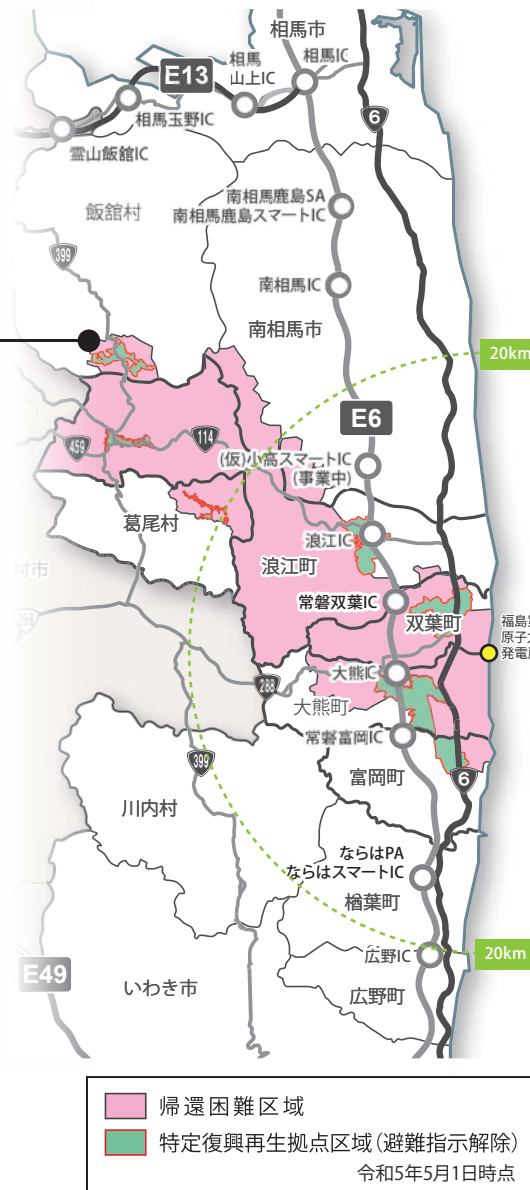 相馬市
相馬
山上IC
相馬IC
E13
相馬玉野IC
6
霊山飯舘IC
南相馬鹿島SA
南相馬鹿島スマートIC
飯舘村
399
南相馬IC
南相馬市
20km
E6
459
114
(仮)小高スマートIC
(事業中)
葛尾村
浪江IC
浪江町
村市
常磐双葉IC
288
双葉町
大熊IC
288
大熊町
常磐富岡IC
399
富岡町
6
川内村
ならはPA
ならはスマートIC
楢葉町
広野IC
20km
E49
いわき市
広野町
帰還困難区域
特定復興再生拠点区域(避難指示解除)
令和5年5月1日時点